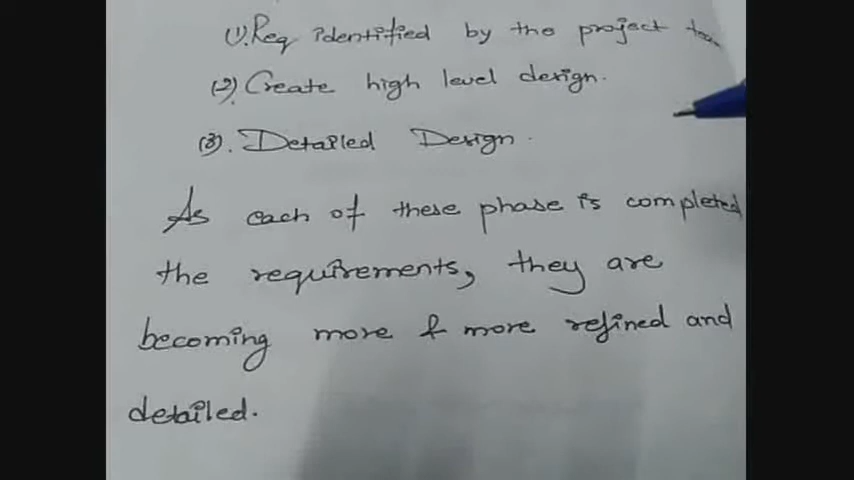 (1). Req identified by the project
(2). Create high level design.
(3). Detailed Design.
As each of these phase is completed
the requirements, they are
becoming more & more refined and
detailed.